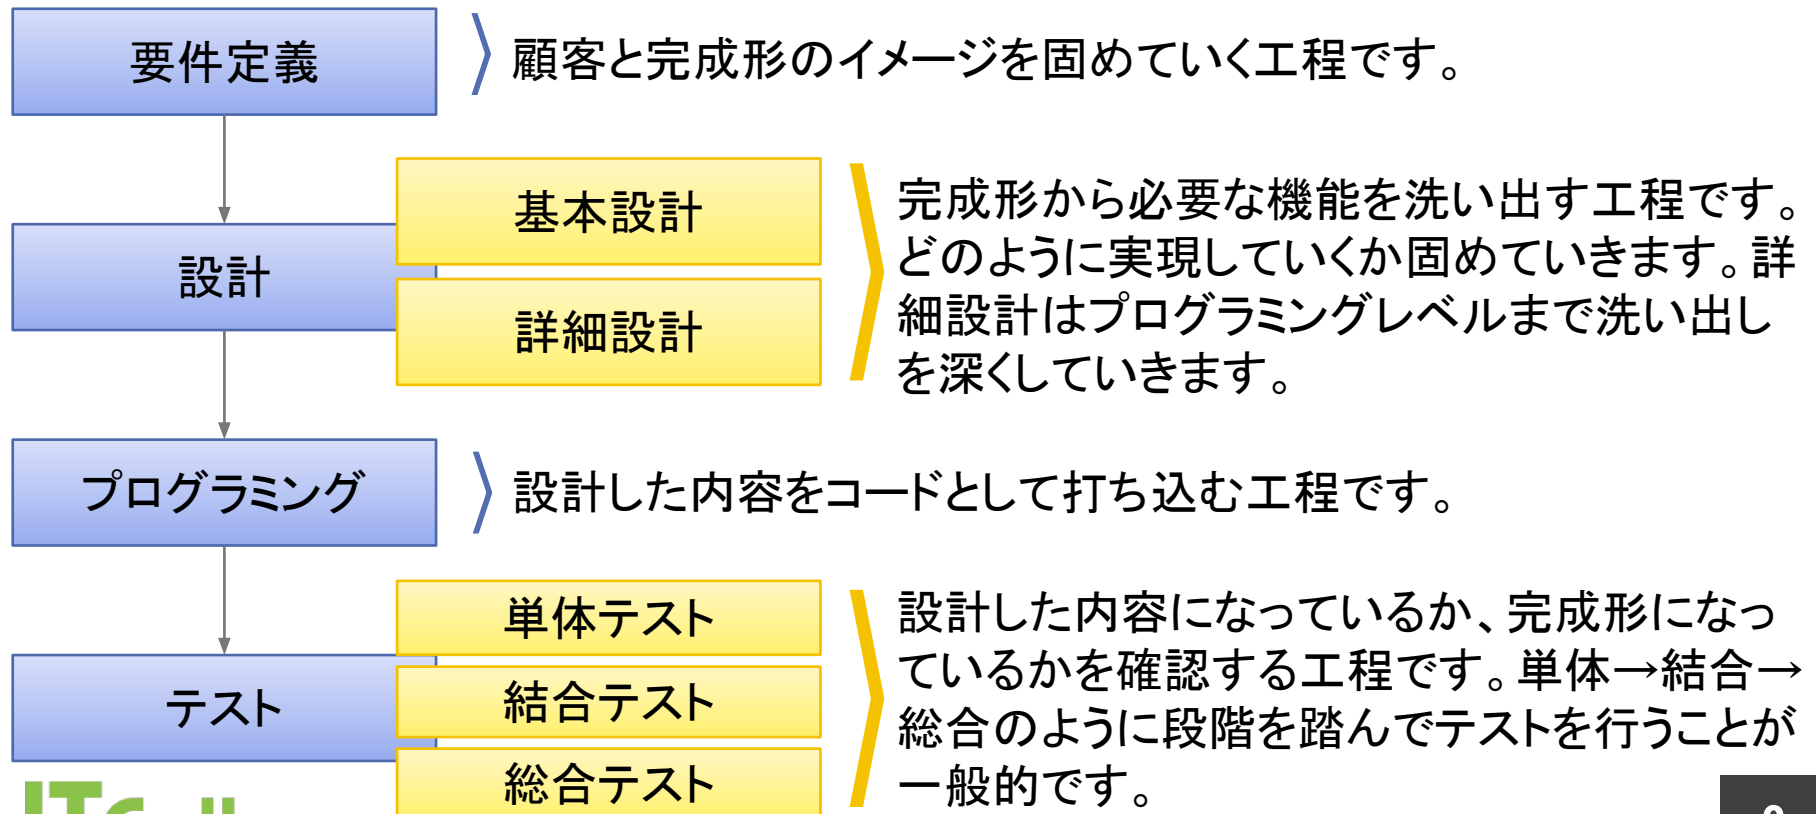 要件定義
顧客と完成形のイメージを固めていく工程です。
設計
基本設計
詳細設計
完成形から必要な機能を洗い出す工程です。
どのように実現していくか固めていきます。詳
細設計はプログラミングレベルまで洗い出し
を深くしていきます。
プログラミング
設計した内容をコードとして打ち込む工程です。
テスト
単体テスト
結合テスト
総合テスト
設計した内容になっているか、完成形になっ
ているかを確認する工程です。単体→結合→
総合のように段階を踏んでテストを行うことが
一般的です。